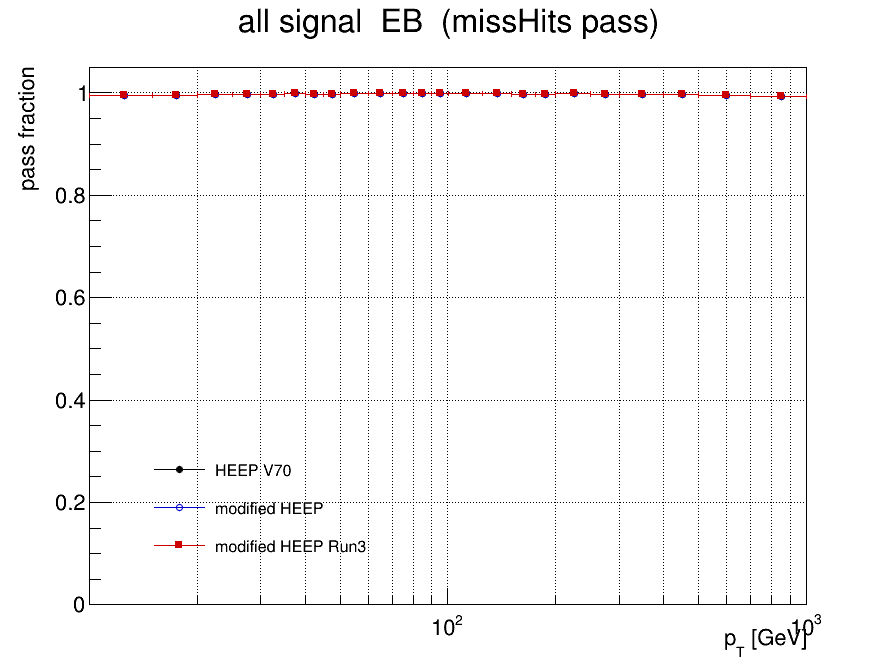 all signal EB (missHits pass)
pass fraction
1
0.8
0.6
0.4
0.2
0
HEEP V70
modified HEEP
modified HEEP Run3
10²
10³
p_T [GeV]